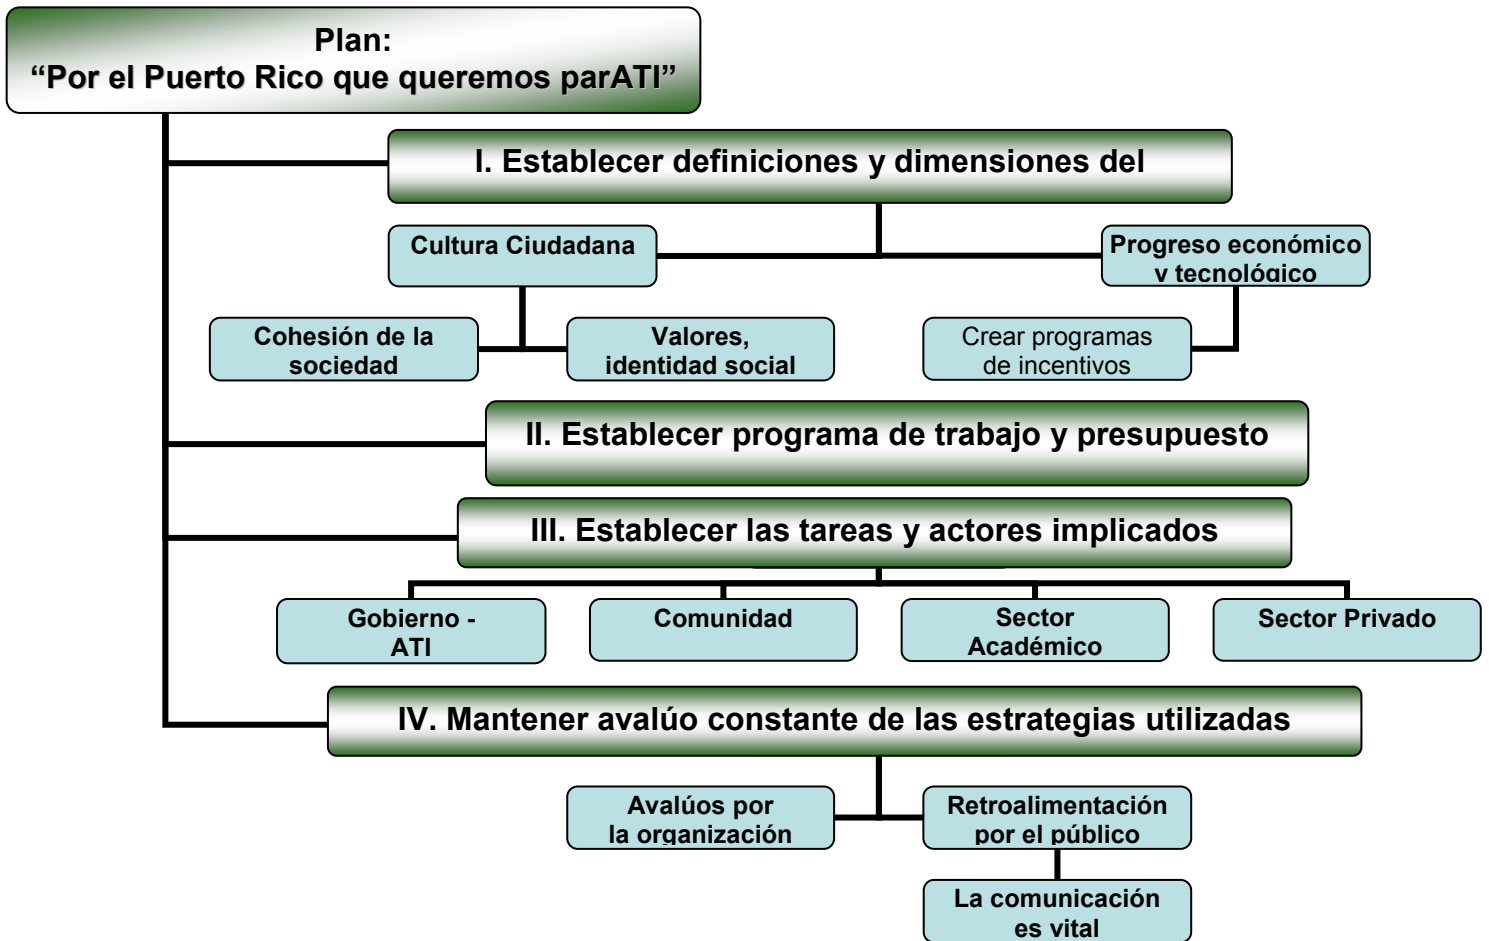 Plan:
“Por el Puerto Rico que queremos parATI”
I. Establecer definiciones y dimensiones del
Cultura Ciudadana
Progreso económico
y tecnológico
Cohesión de la
sociedad
Valores,
identidad social
Crear programas
de incentivos
II. Establecer programa de trabajo y presupuesto
III. Establecer las tareas y actores implicados
Gobierno -
ATI
Comunidad
Sector
Académico
Sector Privado
IV. Mantener avalúo constante de las estrategias utilizadas
Avalúos por
la organización
Retroalimentación
por el público
La comunicación
es vital